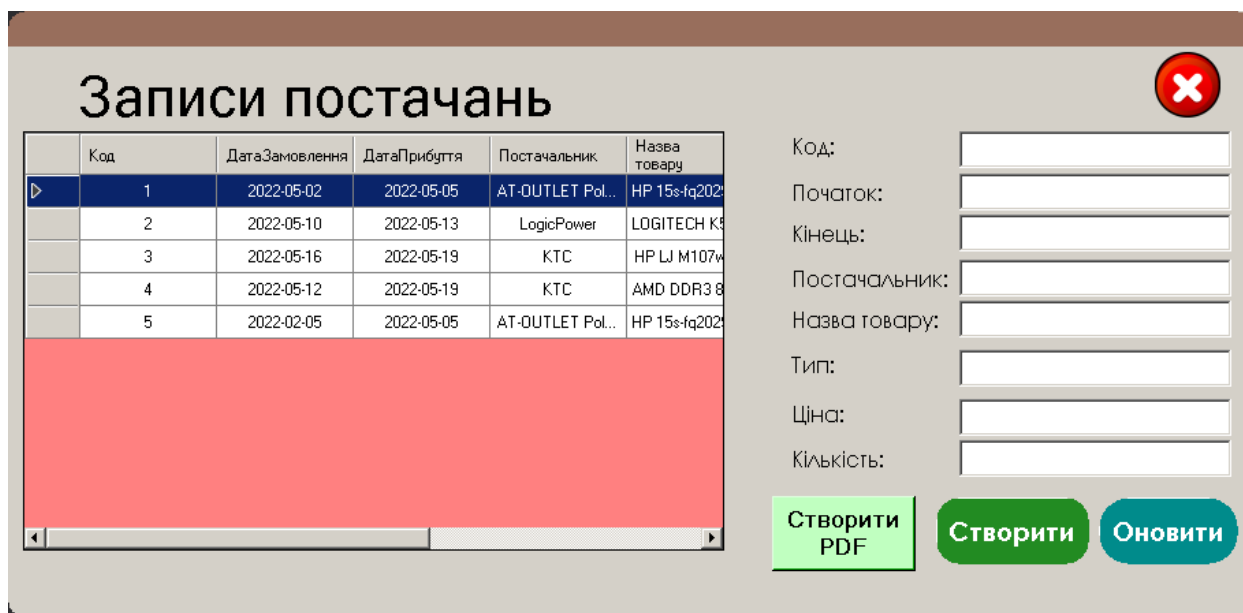 Записи постачань
Код ДатаЗамовлення ДатаПрибуття Постачальник Назва товару
1 2022-05-02 2022-05-05 AT-OUTLET Pol... HP 15s-fq202
2 2022-05-10 2022-05-13 LogicPower LOGITECH K
3 2022-05-16 2022-05-19 КТС HP LJ M107w
4 2022-05-12 2022-05-19 КТС AMD DDR3 8
5 2022-02-05 2022-05-05 AT-OUTLET Pol... HP 15s-fq202
Код:
Початок:
Кінець:
Постачальник:
Назва товару:
Тип:
Ціна:
Кількість:
Створити
PDF
Створити
Оновити